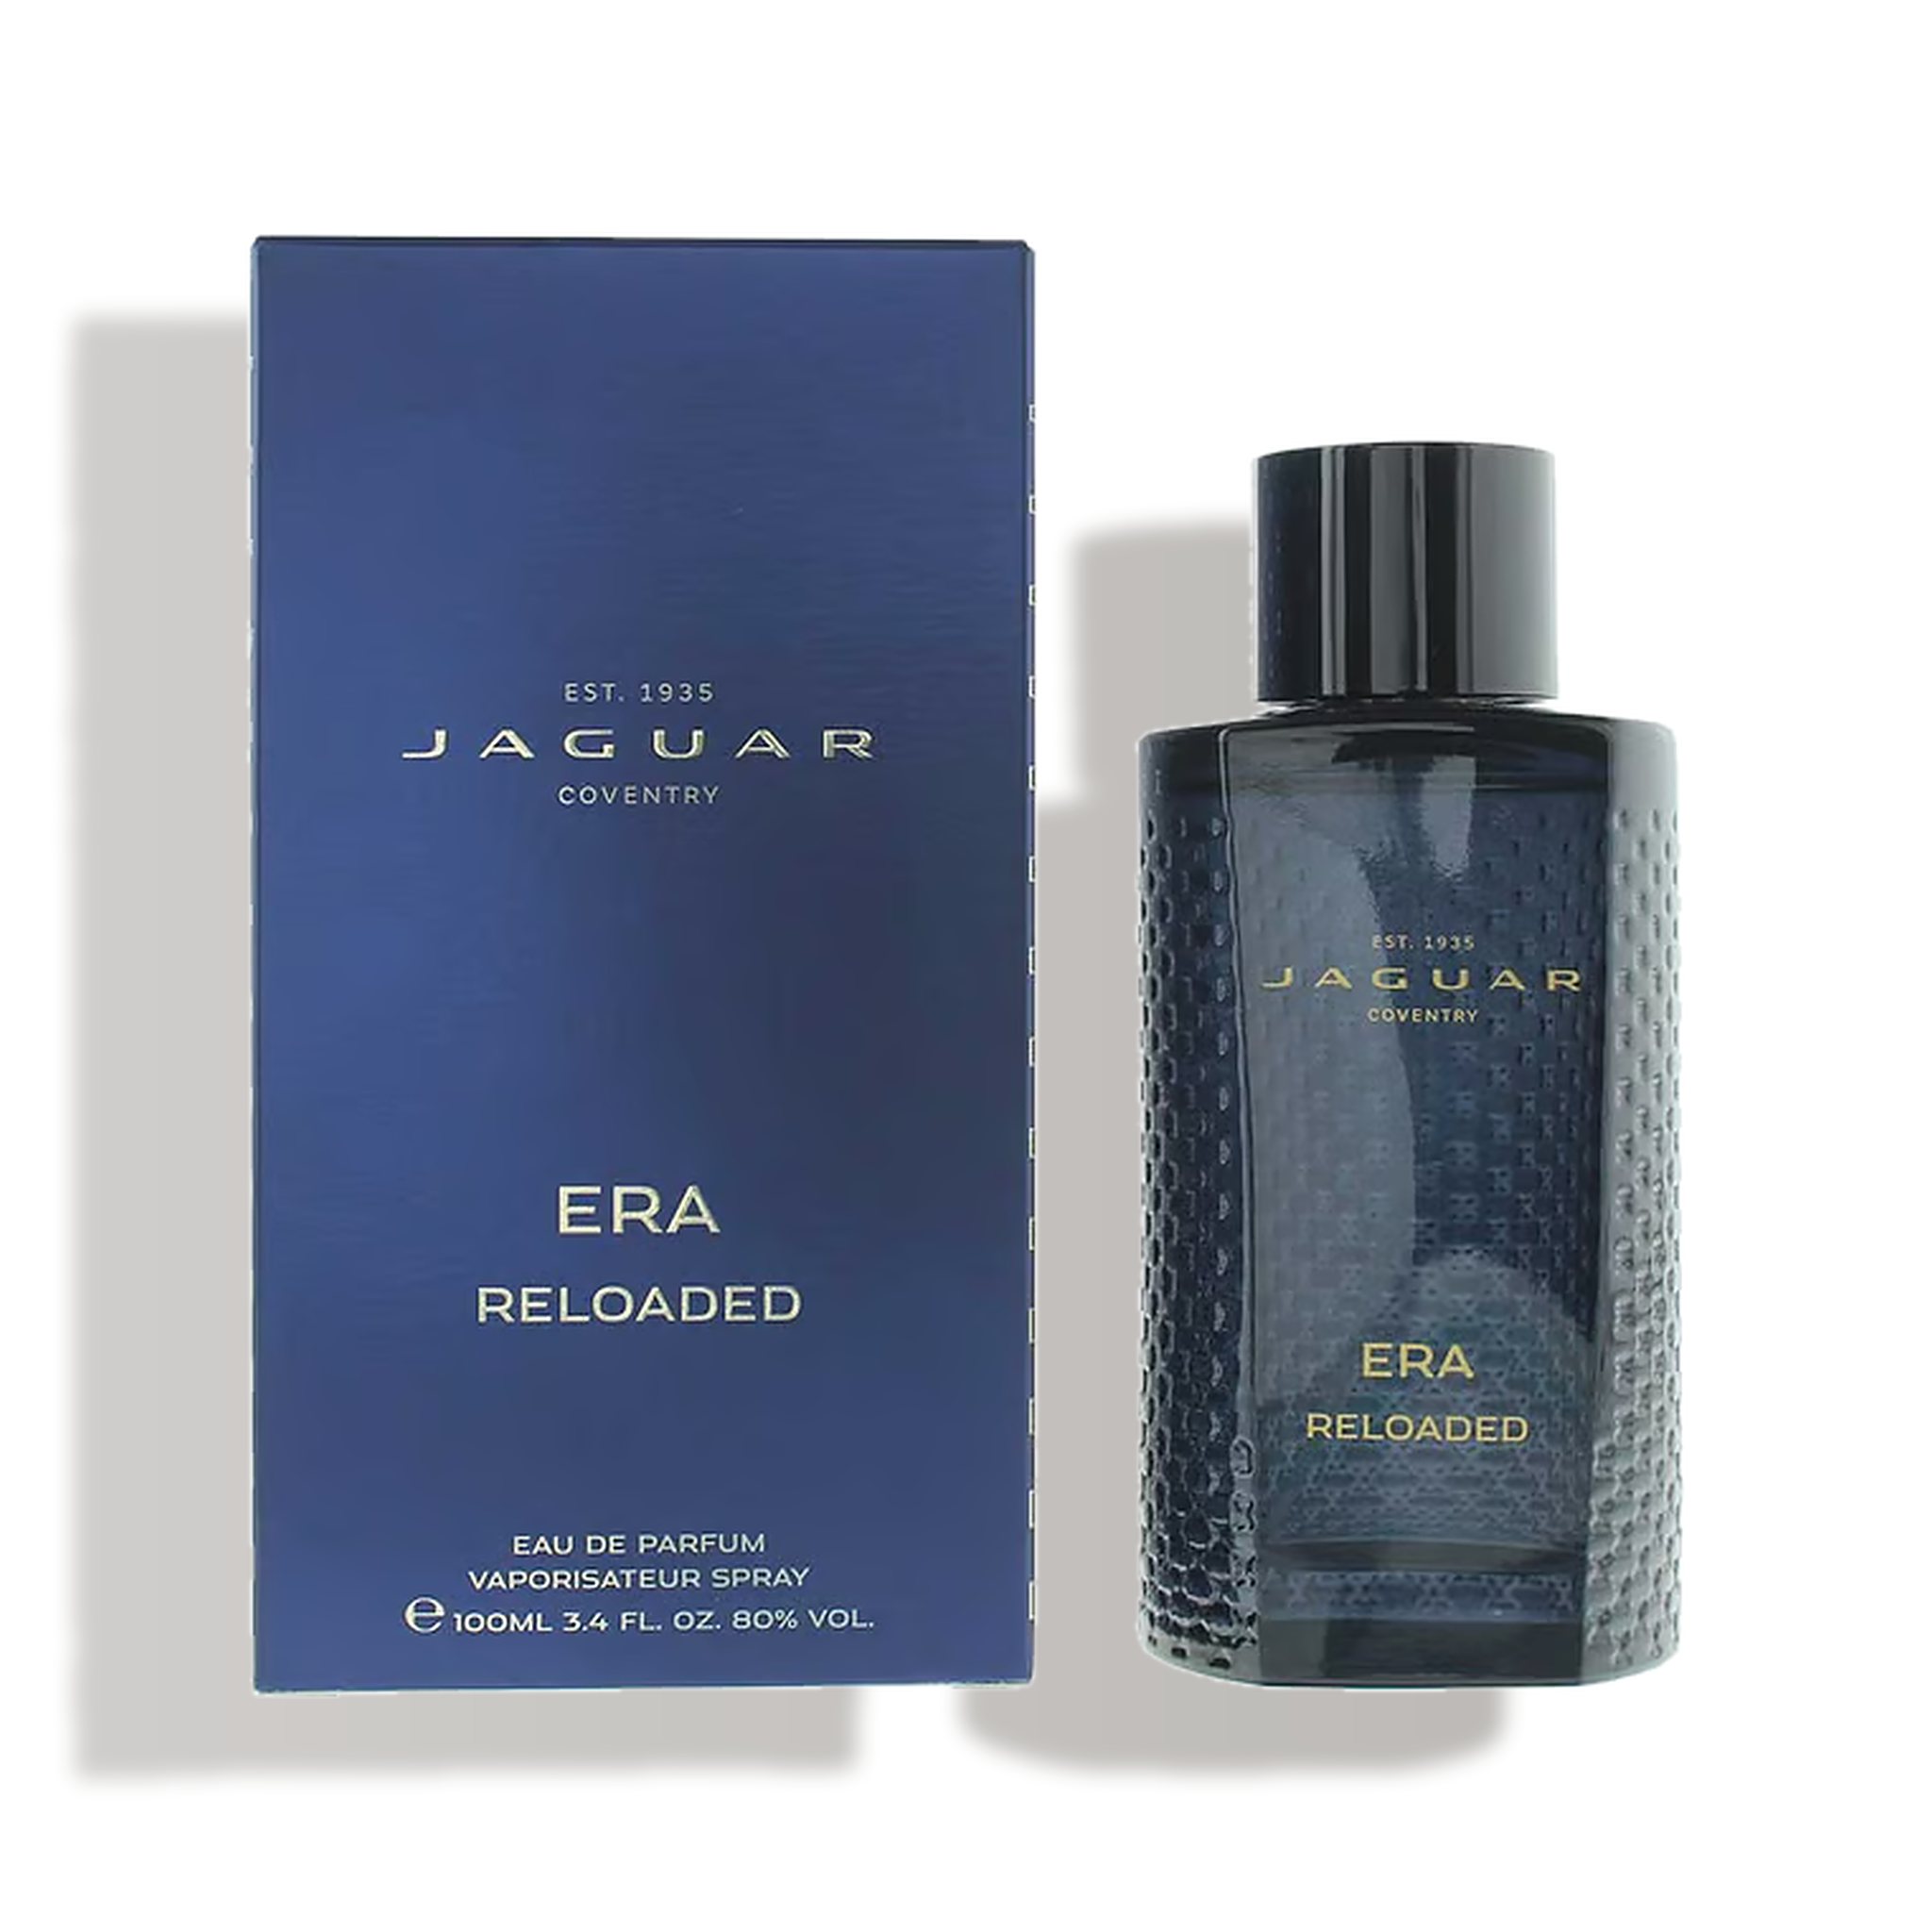 EST. 1935
JAGUAR
COVENTRY
ERA
RELOADED
EAU DE PARFUM
VAPORISATEUR SPRAY
℮ 100ML 3.4 FL. OZ. 80% VOL.
EST. 1935
JAGUAR
COVENTRY
ERA
RELOADED